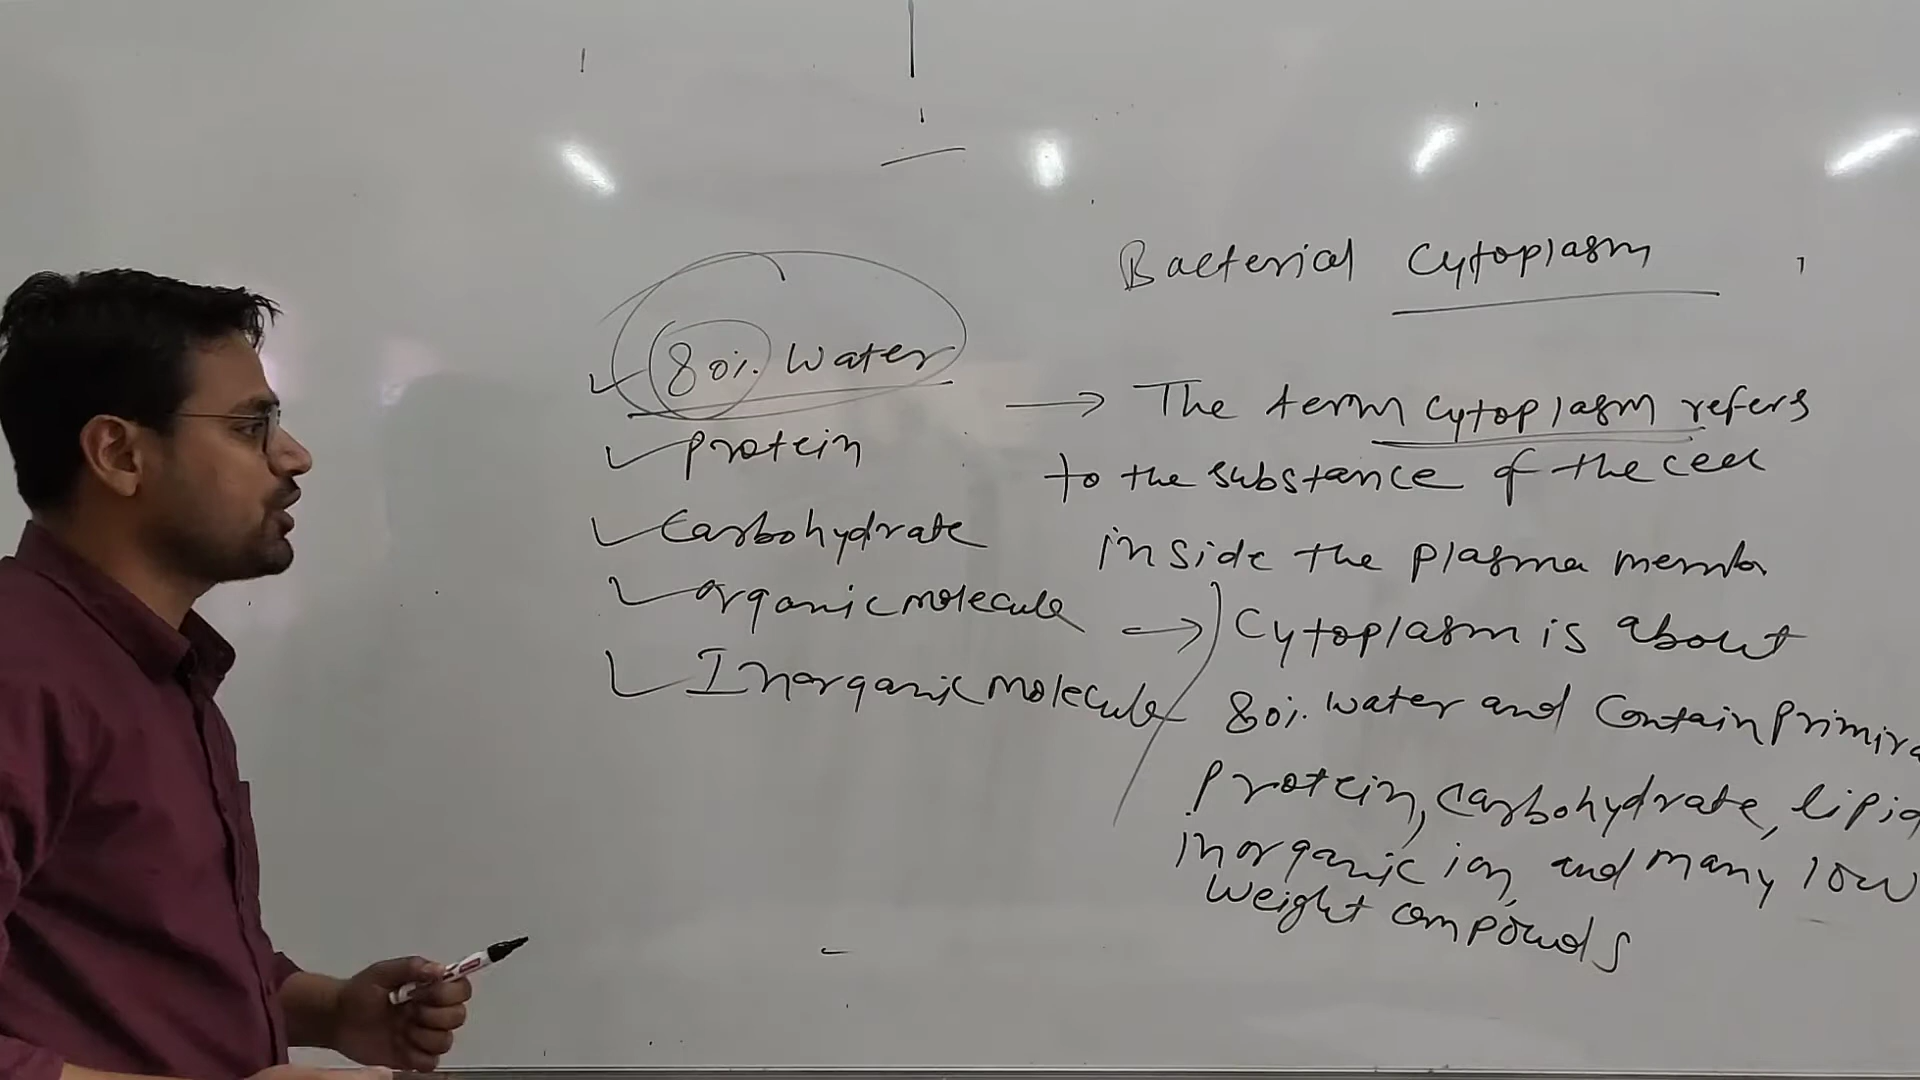 Bacterial Cytoplasm
80%. Water
protein
Carbohydrate
organic molecule
Inorganic molecule
→ The term cytoplasm refers
to the substance of the cell
inside the plasma memb
→ Cytoplasm is about
80%. water and Contain
protein, carbohydrate, lipid
inorganic ion, and many low
weight compounds